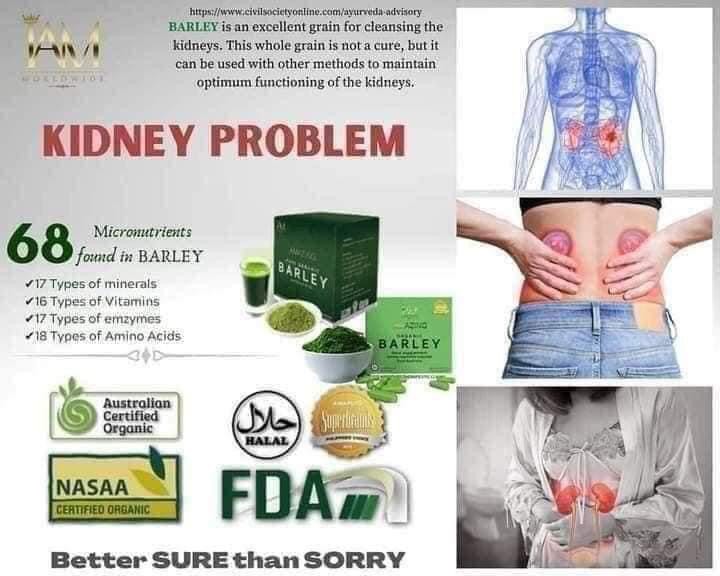 https://www.civilsocietyonline.com/ayurveda-advisory
BARLEY is an excellent grain for cleansing the
kidneys. This whole grain is not a cure, but it
can be used with other methods to maintain
optimum functioning of the kidneys.
IAM
WORLDWIDE
KIDNEY PROBLEM
68 Micronutrients
found in BARLEY
✓17 Types of minerals
✓16 Types of Vitamins
✓17 Types of emzymes
✓18 Types of Amino Acids
AMAZING
PURE ORGANIC
BARLEY
AMAZING
ORGANIC
BARLEY
Australian
Certified
Organic
حلال
HALAL
Superbrands
NASAA
CERTIFIED ORGANIC
FDA
Better SURE than SORRY